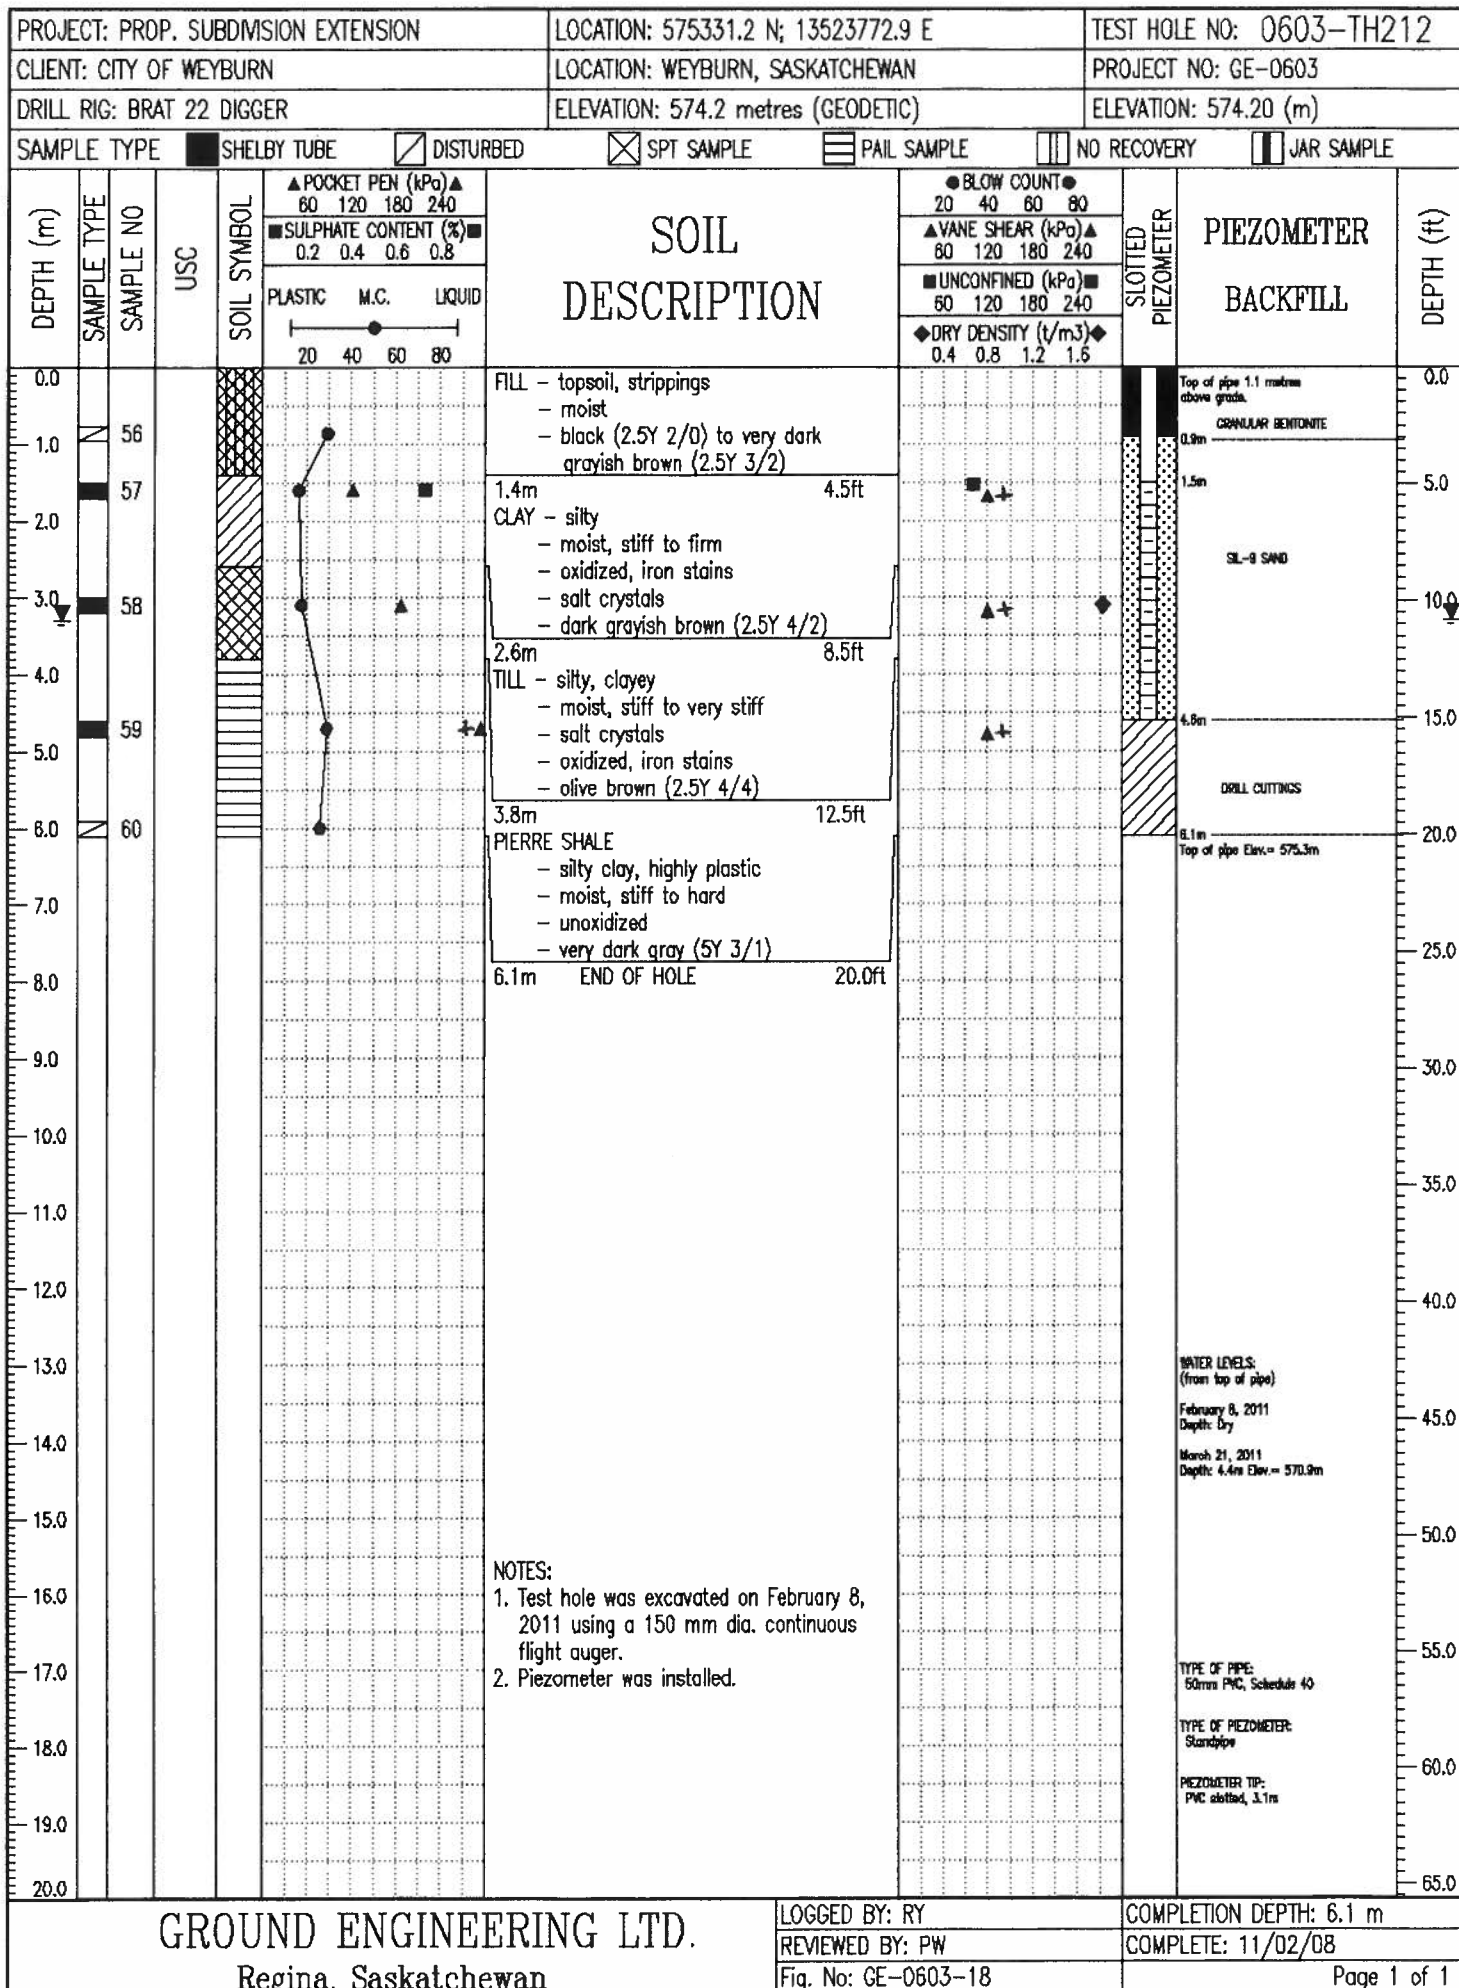 PROJECT: PROP. SUBDIVISION EXTENSION
LOCATION: 575331.2 N; 13523772.9 E
TEST HOLE NO: 0603-TH212
CLIENT: CITY OF WEYBURN
LOCATION: WEYBURN, SASKATCHEWAN
PROJECT NO: GE-0603
DRILL RIG: BRAT 22 DIGGER
ELEVATION: 574.2 metres (GEODETIC)
ELEVATION: 574.20 (m)
SAMPLE TYPE
SHELBY TUBE
DISTURBED
SPT SAMPLE
PAIL SAMPLE
NO RECOVERY
JAR SAMPLE
DEPTH (m)
SAMPLE TYPE
SAMPLE NO
USC
SOIL SYMBOL
▲POCKET PEN (kPa)▲
60 120 180 240
■SULPHATE CONTENT (%)■
0.2 0.4 0.6 0.8
PLASTIC M.C. LIQUID
20 40 60 80
SOIL
DESCRIPTION
●BLOW COUNT●
20 40 60 80
▲VANE SHEAR (kPa)▲
60 120 180 240
■UNCONFINED (kPa)■
60 120 180 240
◆DRY DENSITY (t/m3)◆
0.4 0.8 1.2 1.6
SLOTTED
PIEZOMETER
PIEZOMETER
BACKFILL
DEPTH (ft)
0.0
1.0
2.0
3.0
4.0
5.0
6.0
7.0
8.0
9.0
10.0
11.0
12.0
13.0
14.0
15.0
16.0
17.0
18.0
19.0
20.0
56
57
58
59
60
FILL - topsoil, strippings
- moist
- black (2.5Y 2/0) to very dark
grayish brown (2.5Y 3/2)
1.4m 4.5ft
CLAY - silty
- moist, stiff to firm
- oxidized, iron stains
- salt crystals
- dark grayish brown (2.5Y 4/2)
2.6m 8.5ft
TILL - silty, clayey
- moist, stiff to very stiff
- salt crystals
- oxidized, iron stains
- olive brown (2.5Y 4/4)
3.8m 12.5ft
PIERRE SHALE
- silty clay, highly plastic
- moist, stiff to hard
- unoxidized
- very dark gray (5Y 3/1)
6.1m END OF HOLE 20.0ft
NOTES:
1. Test hole was excavated on February 8,
2011 using a 150 mm dia. continuous
flight auger.
2. Piezometer was installed.
Top of pipe 1.1 metres
above grade.
GRANULAR BENTONITE
0.9m
1.5m
SIL-9 SAND
4.6m
DRILL CUTTINGS
6.1m
Top of pipe Elev.= 575.3m
WATER LEVELS:
(from top of pipe)
February 8, 2011
Depth: Dry
March 21, 2011
Depth: 4.4m Elev.= 570.9m
TYPE OF PIPE:
50mm PVC, Schedule 40
TYPE OF PIEZOMETER:
Standpipe
PIEZOMETER TIP:
PVC slotted, 3.1m
0.0
5.0
10.0
15.0
20.0
25.0
30.0
35.0
40.0
45.0
50.0
55.0
60.0
65.0
GROUND ENGINEERING LTD.
Regina, Saskatchewan
LOGGED BY: RY
COMPLETION DEPTH: 6.1 m
REVIEWED BY: PW
COMPLETE: 11/02/08
Fig. No: GE-0603-18
Page 1 of 1